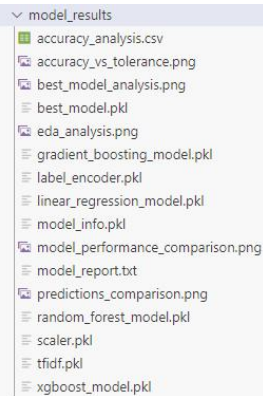 model_results
accuracy_analysis.csv
accuracy_vs_tolerance.png
best_model_analysis.png
best_model.pkl
eda_analysis.png
gradient_boosting_model.pkl
label_encoder.pkl
linear_regression_model.pkl
model_info.pkl
model_performance_comparison.png
model_report.txt
predictions_comparison.png
random_forest_model.pkl
scaler.pkl
tfidf.pkl
xgboost_model.pkl